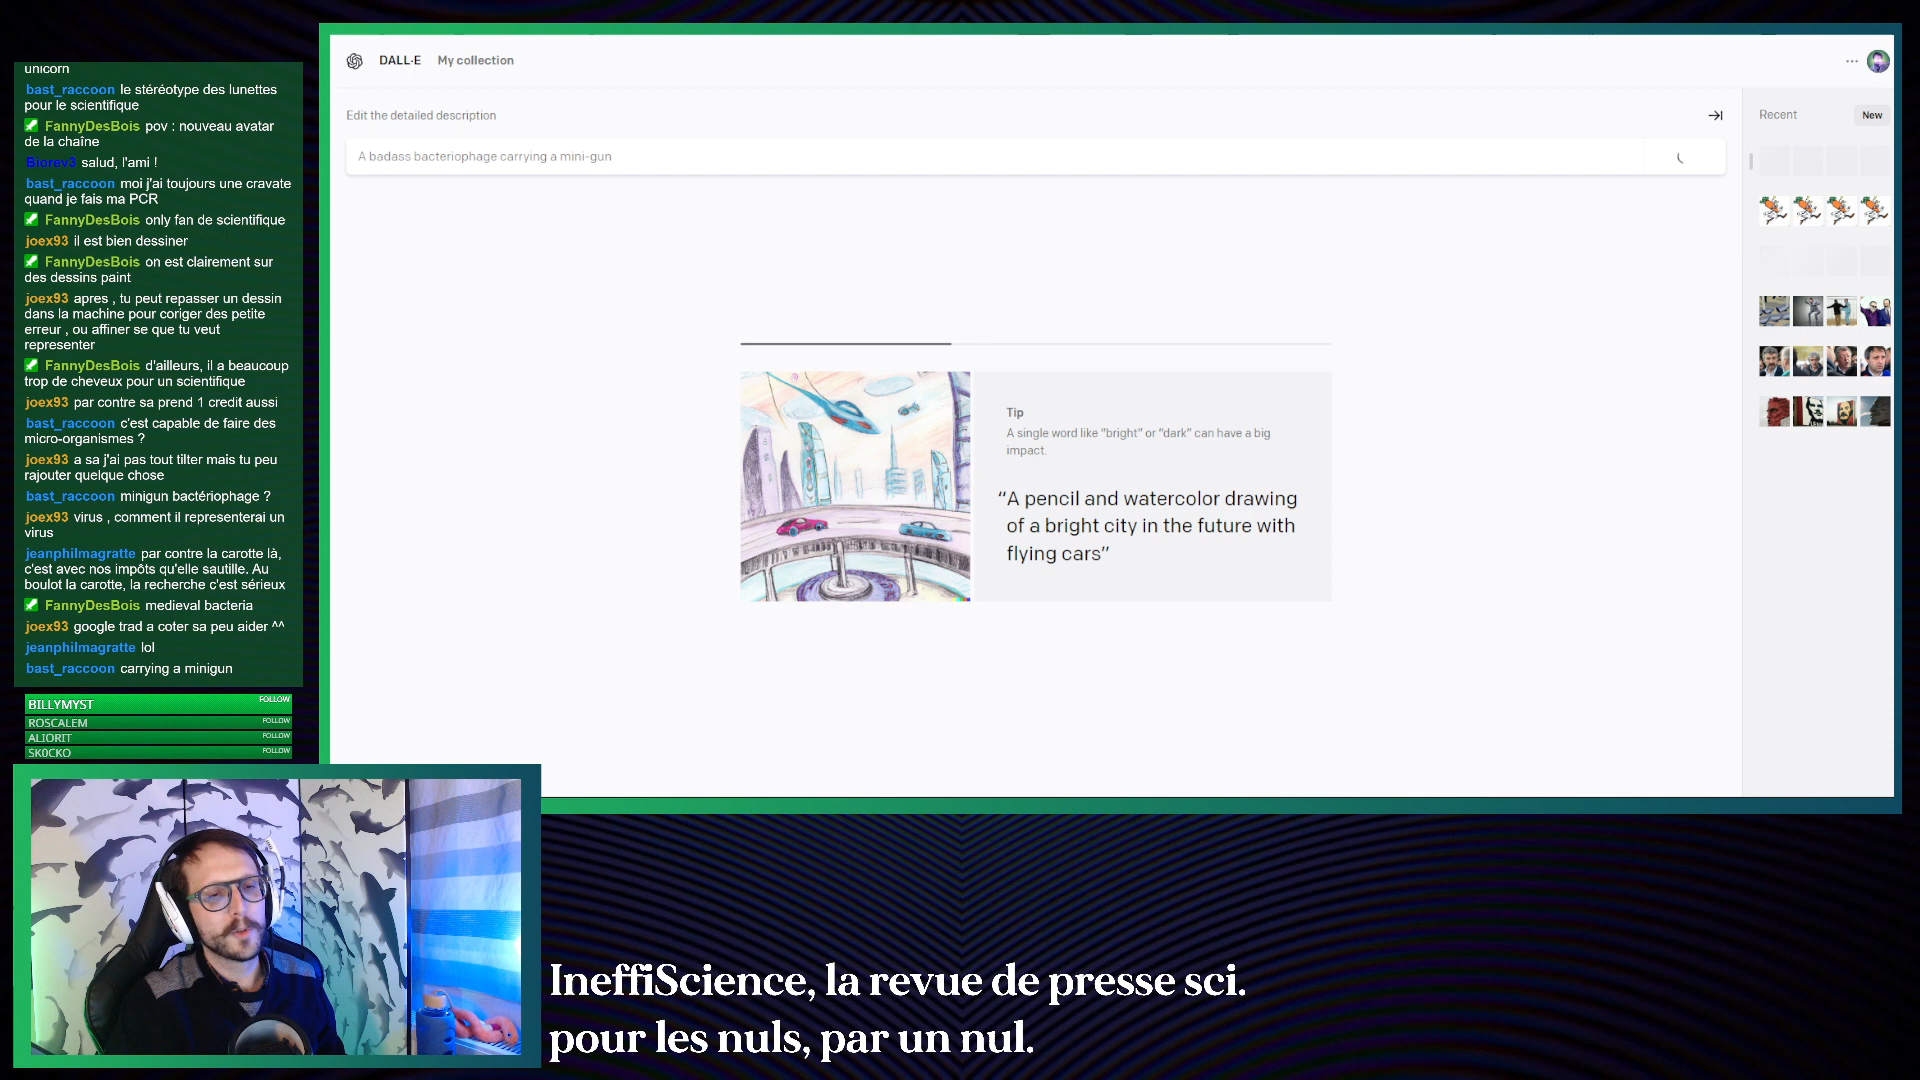 unicorn
bast_raccoon le stéréotype des lunettes
pour le scientifique
FannyDesBois pov : nouveau avatar
de la chaîne
Biorev3 salud, l'ami !
bast_raccoon moi j'ai toujours une cravate
quand je fais ma PCR
FannyDesBois only fan de scientifique
joex93 il est bien dessiner
FannyDesBois on est clairement sur
des dessins paint
joex93 apres , tu peut repasser un dessin
dans la machine pour coriger des petite
erreur , ou affiner se que tu veut
representer
FannyDesBois d'ailleurs, il a beaucoup
trop de cheveux pour un scientifique
joex93 par contre sa prend 1 credit aussi
bast_raccoon c'est capable de faire des
micro-organismes ?
joex93 a sa j'ai pas tout tilter mais tu peu
rajouter quelque chose
bast_raccoon minigun bactériophage ?
joex93 virus , comment il representerai un
virus
jeanphilmagratte par contre la carotte là,
c'est avec nos impôts qu'elle sautille. Au
boulot la carotte, la recherche c'est sérieux
FannyDesBois medieval bacteria
joex93 google trad a coter sa peu aider ^^
jeanphilmagratte lol
bast_raccoon carrying a minigun
BILLYMYST FOLLOW
ROSCALEM FOLLOW
ALIORIT FOLLOW
SK0CKO FOLLOW
DALL·E My collection
Edit the detailed description
A badass bacteriophage carrying a mini-gun
Recent New
Tip
A single word like "bright" or "dark" can have a big
impact.
“A pencil and watercolor drawing
of a bright city in the future with
flying cars”
IneffiScience, la revue de presse sci.
pour les nuls, par un nul.